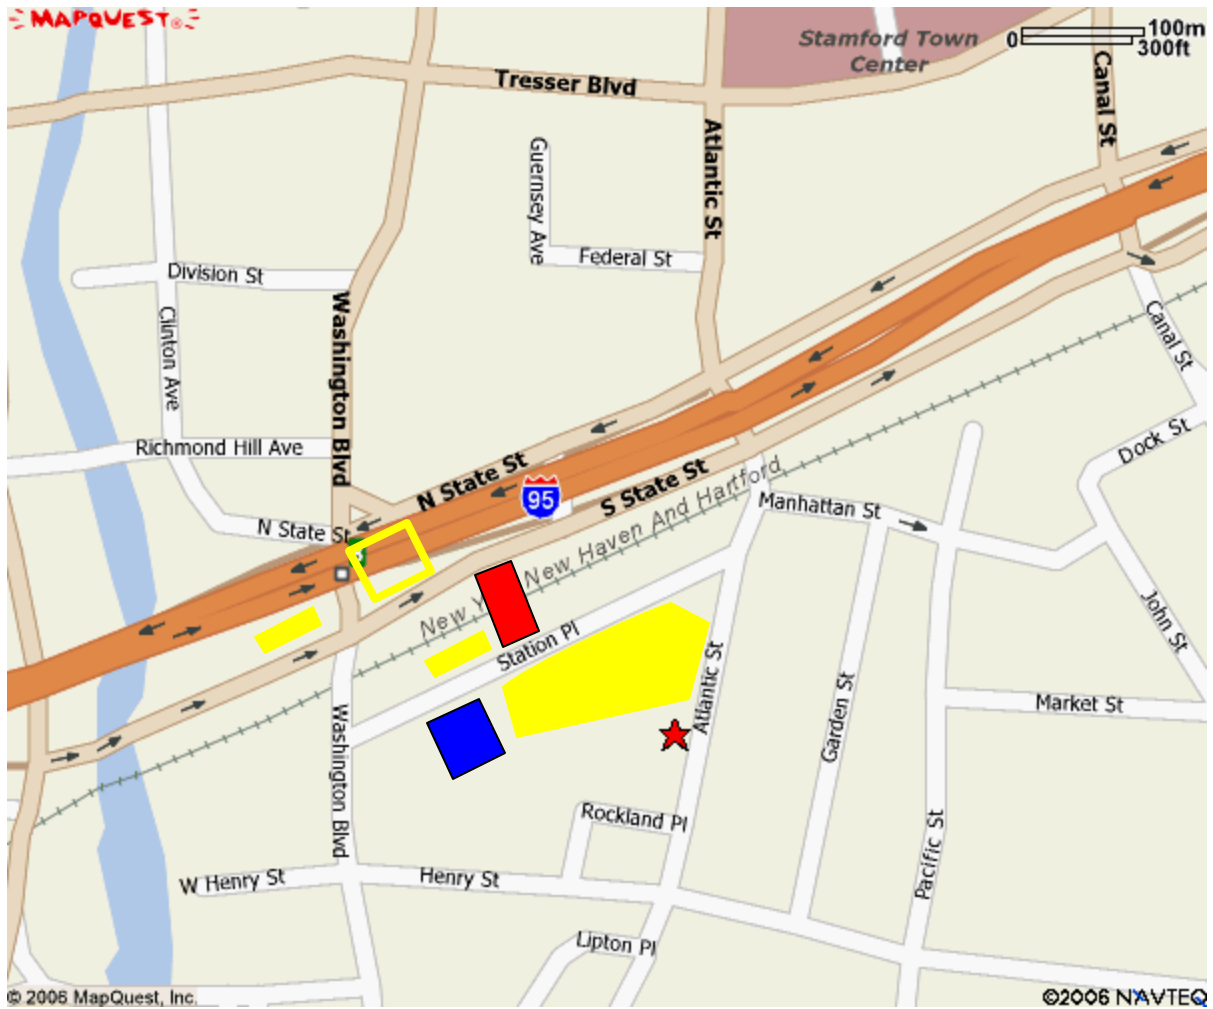 MAPQUEST®
100m
0
300ft
Stamford Town
Center
Tresser Blvd
Canal St
Guernsey Ave
Atlantic St
Federal St
Division St
Clinton Ave
Washington Blvd
Canal St
Richmond Hill Ave
Dock St
N State St
95
S State St
New Haven And Hartford
Manhattan St
N State St
New Y
Station Pl
John St
Atlantic St
Garden St
Market St
Washington Blvd
Rockland Pl
Pacific St
W Henry St
Henry St
Lipton Pl
© 2006 MapQuest, Inc.
©2006 NAVTEQ